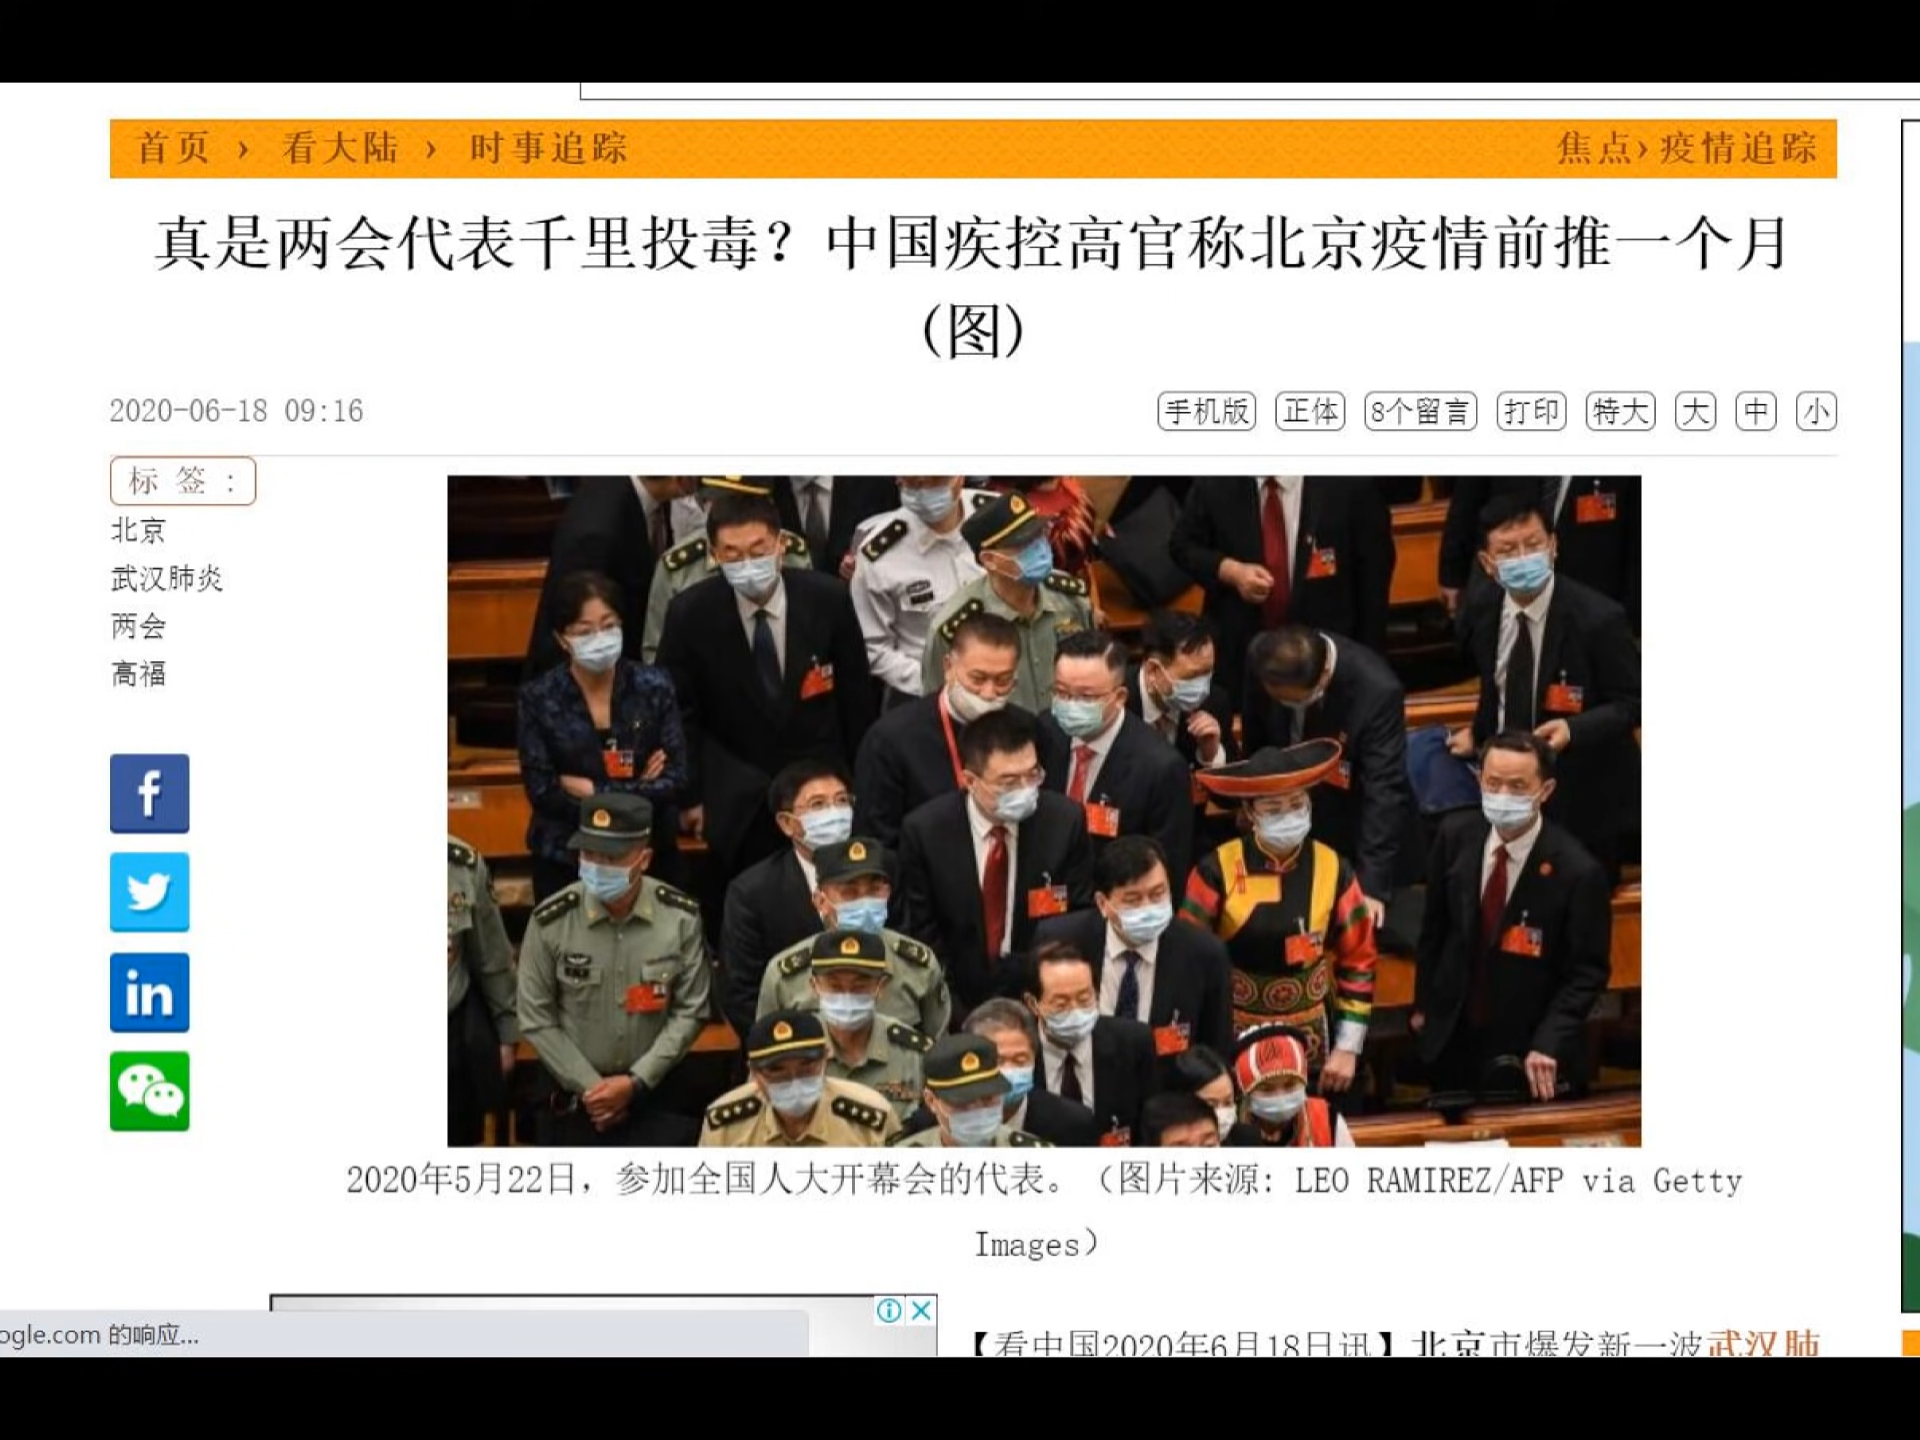 首页 › 看大陆 › 时事追踪
焦点›疫情追踪
真是两会代表千里投毒？中国疾控高官称北京疫情前推一个月
(图)
2020-06-18 09:16
手机版 正体 8个留言 打印 特大 大 中 小
标签：
北京
武汉肺炎
两会
高福
2020年5月22日，参加全国人大开幕会的代表。（图片来源: LEO RAMIREZ/AFP via Getty
Images）
ogle.com 的响应...
【看中国2020年6月18日讯】北京市爆发新一波武汉肺